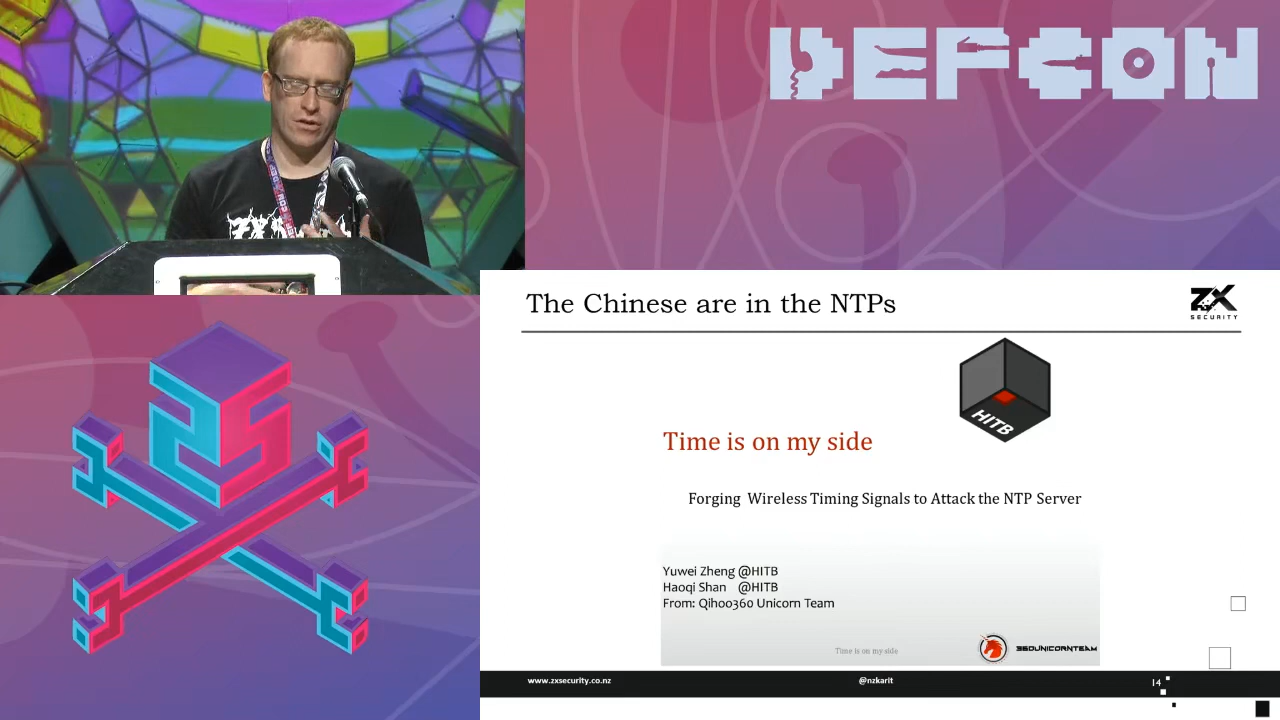 DEFCON
The Chinese are in the NTPs
ZX
SECURITY
HITB
Time is on my side
Forging Wireless Timing Signals to Attack the NTP Server
Yuwei Zheng @HITB
Haoqi Shan @HITB
From: Qihoo360 Unicorn Team
Time is on my side
360UNICORNTEAM
www.zxsecurity.co.nz
@nzkarit
14